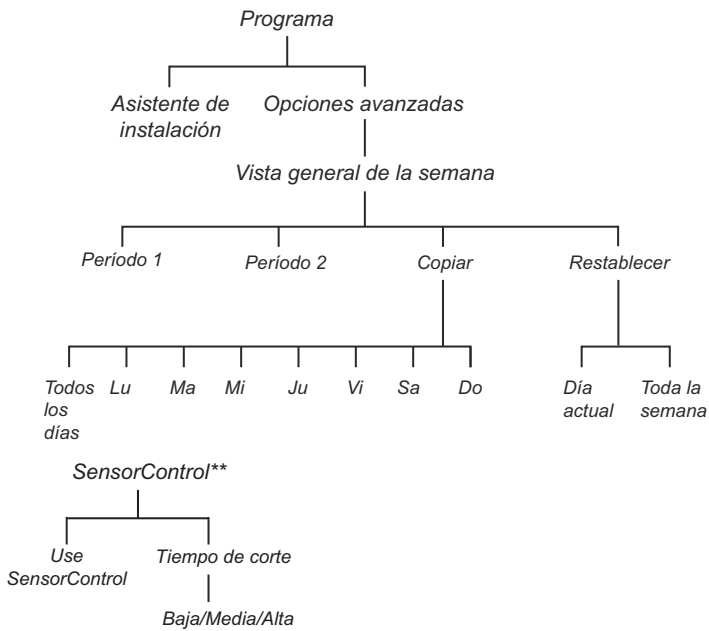 Programa
Asistente de
instalación
Opciones avanzadas
Vista general de la semana
Período 1
Período 2
Copiar
Restablecer
Todos
los
días
Lu
Ma
Mi
Ju
Vi
Sa
Do
Día
actual
Toda la
semana
SensorControl**
Use
SensorControl
Tiempo de corte
Baja/Media/Alta